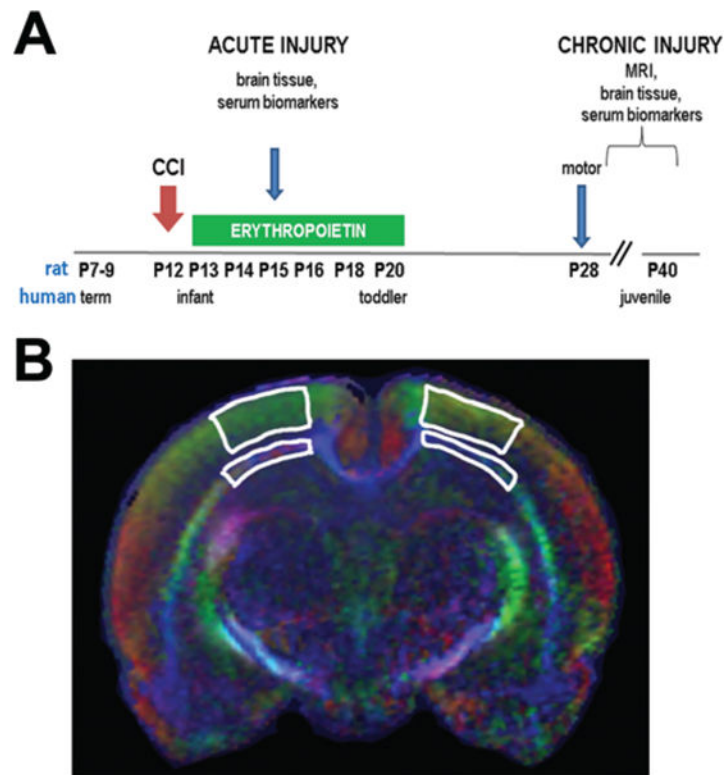 A
ACUTE INJURY
brain tissue,
serum biomarkers
CHRONIC INJURY
MRI,
brain tissue,
serum biomarkers
CCI
motor
ERYTHROPOIETIN
rat P7-9 P12 P13 P14 P15 P16 P18 P20 P28 P40
human term infant toddler juvenile
B